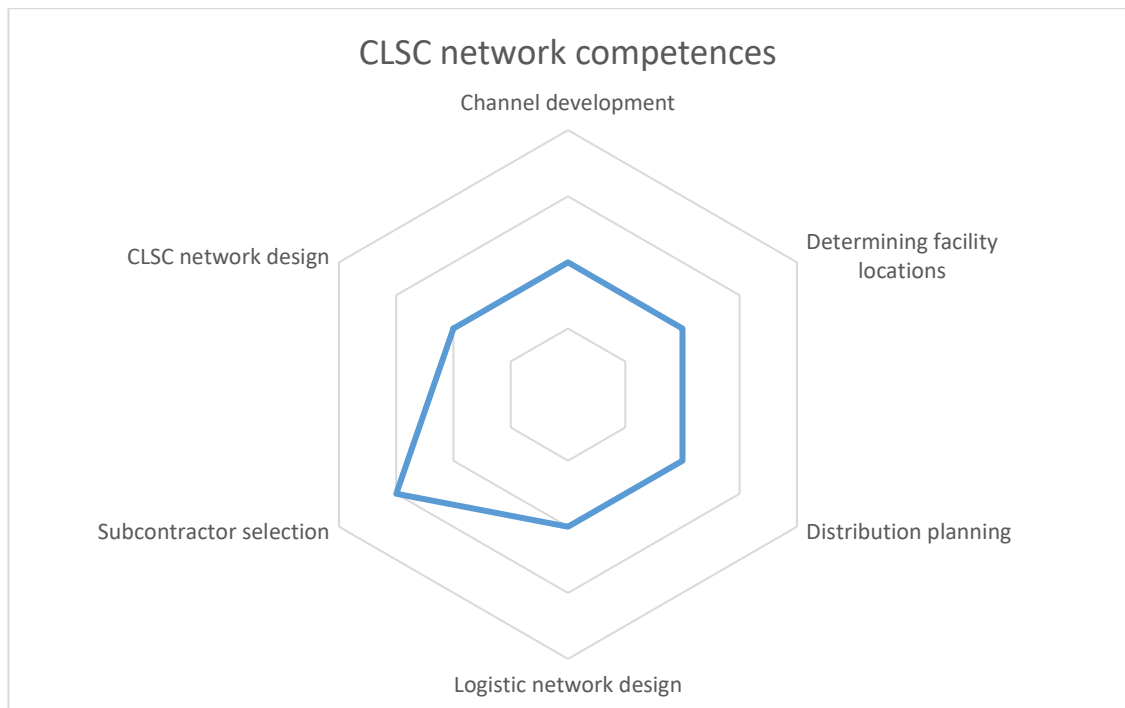 CLSC network competences
Channel development
Determining facility
locations
Distribution planning
Logistic network design
Subcontractor selection
CLSC network design